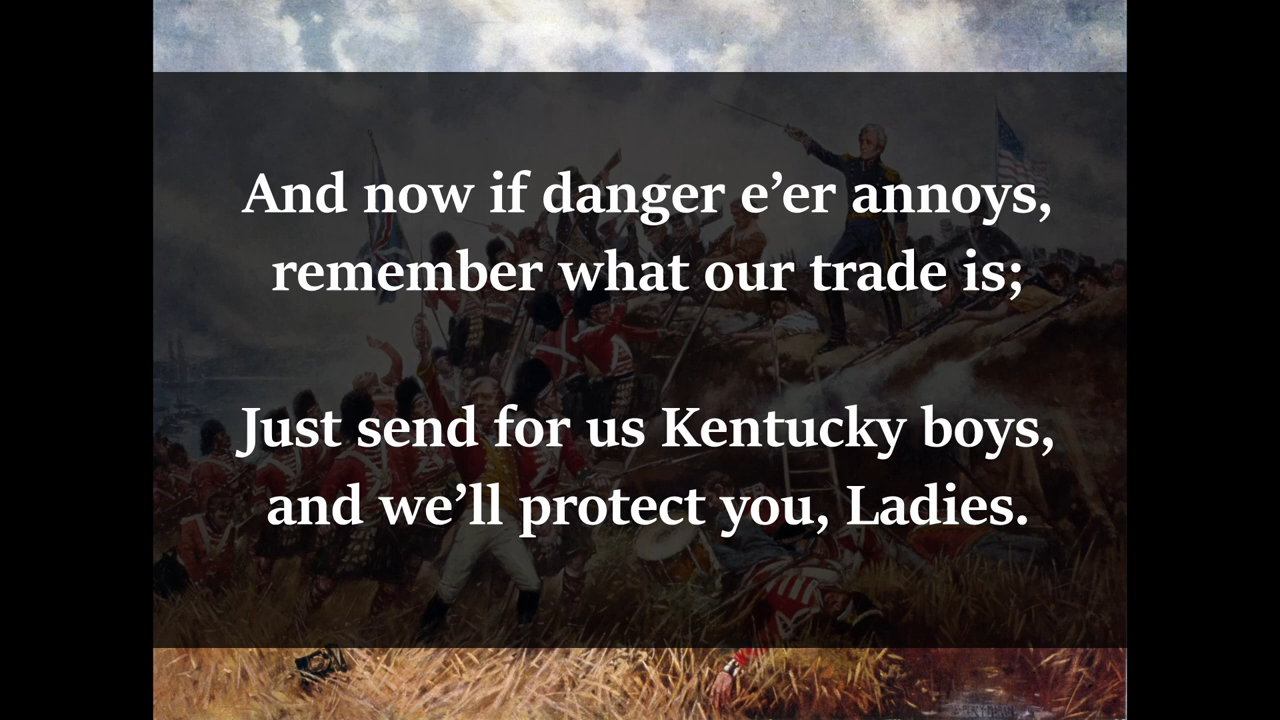 And now if danger e’er annoys,
remember what our trade is;
Just send for us Kentucky boys,
and we’ll protect you, Ladies.